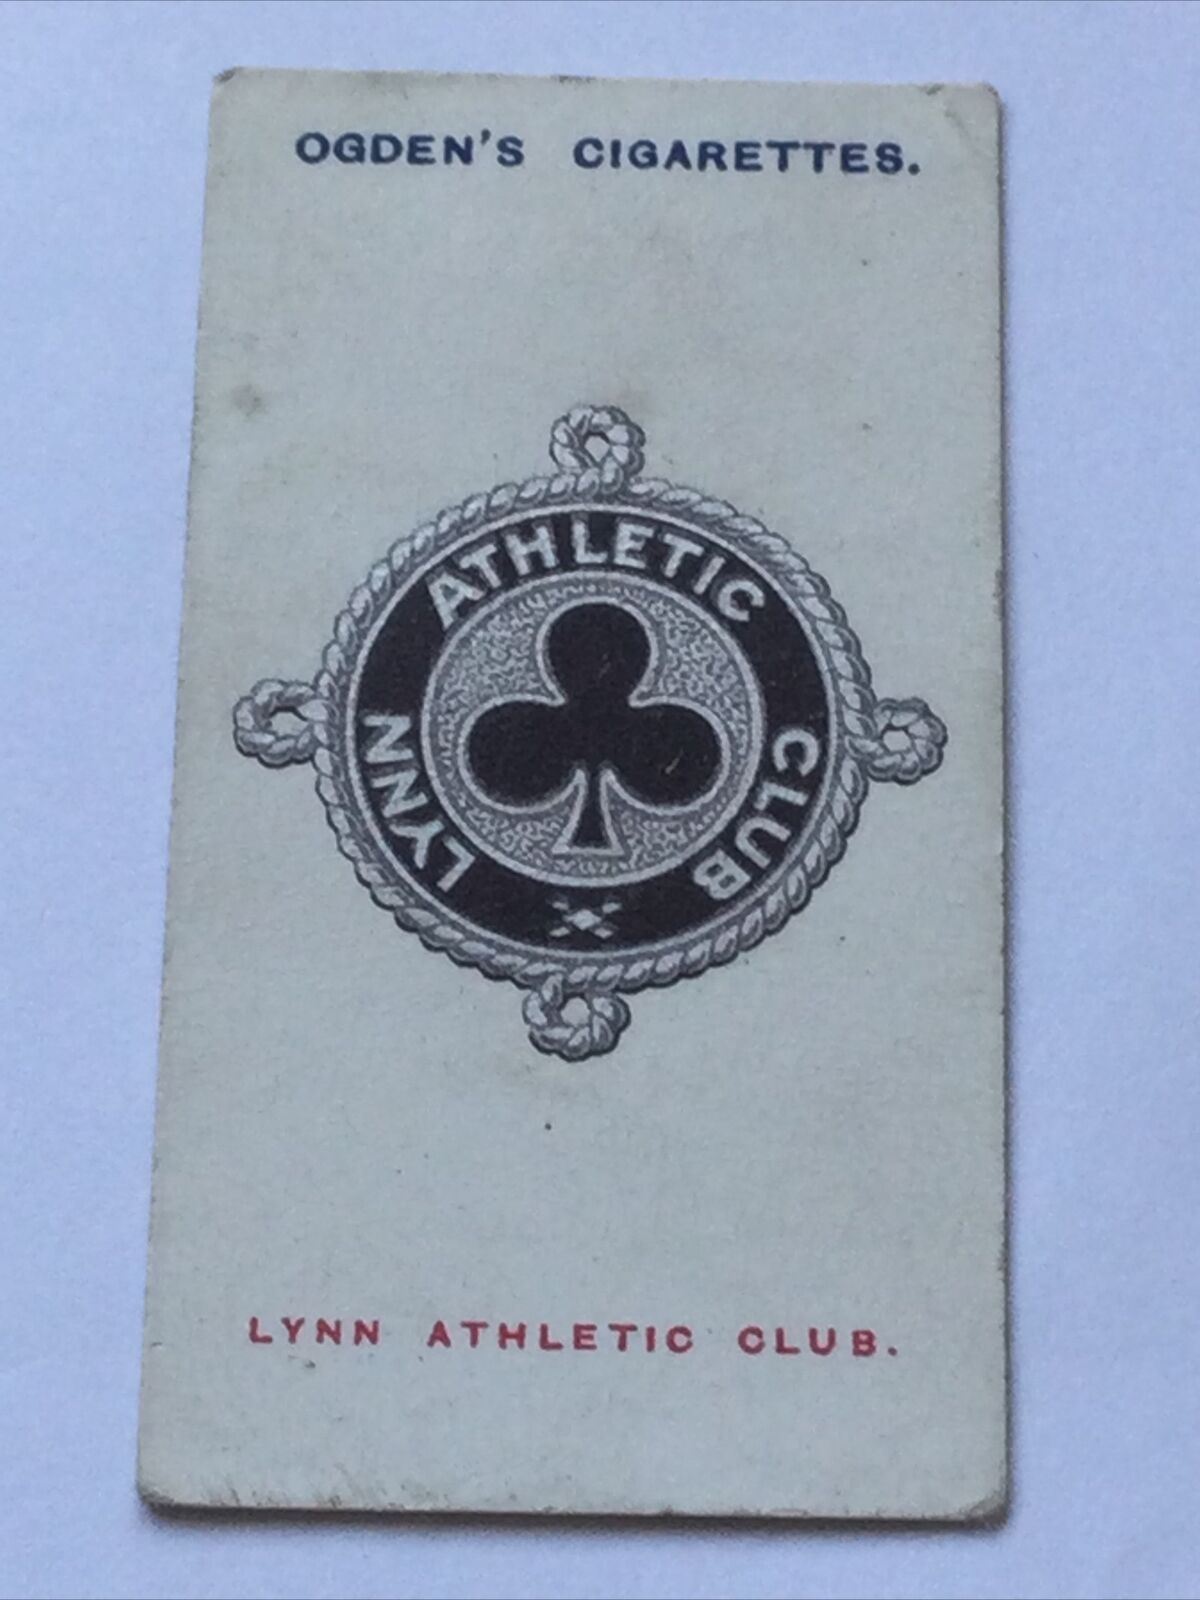 OGDEN'S CIGARETTES.
LYNN ATHLETIC CLUB
LYNN ATHLETIC CLUB.